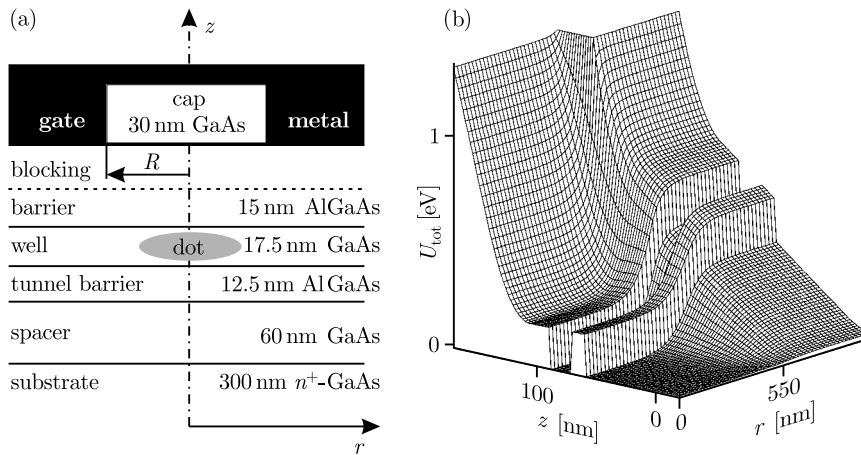 (a)
z
cap
gate
30 nm GaAs
metal
blocking
R
barrier
15 nm AlGaAs
well
dot
17.5 nm GaAs
tunnel barrier
12.5 nm AlGaAs
spacer
60 nm GaAs
substrate
300 nm n⁺-GaAs
r
(b)
1
U_tot [eV]
0
100
z [nm]
0
0
550
r [nm]